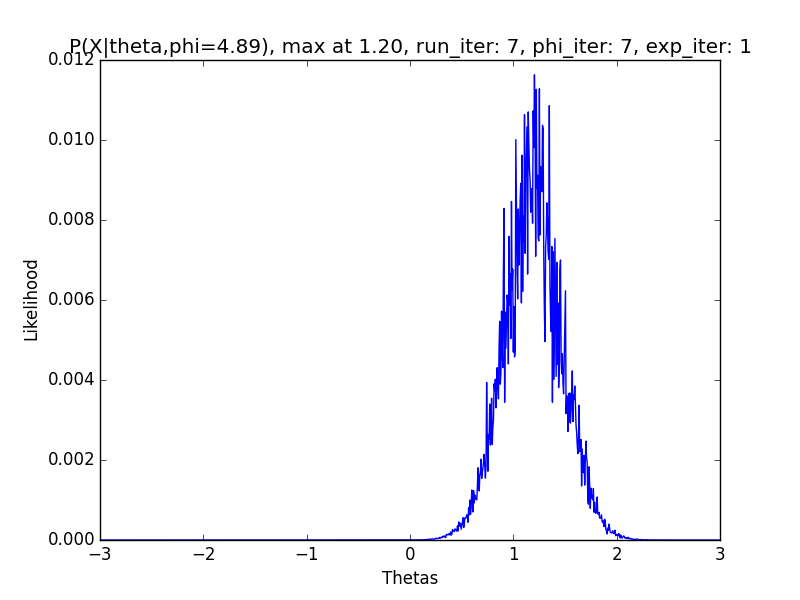 P(X|theta,phi=4.89), max at 1.20, run_iter: 7, phi_iter: 7, exp_iter: 1
0.012
0.010
0.008
0.006
0.004
0.002
0.000
Likelihood
−3 −2 −1 0 1 2 3
Thetas